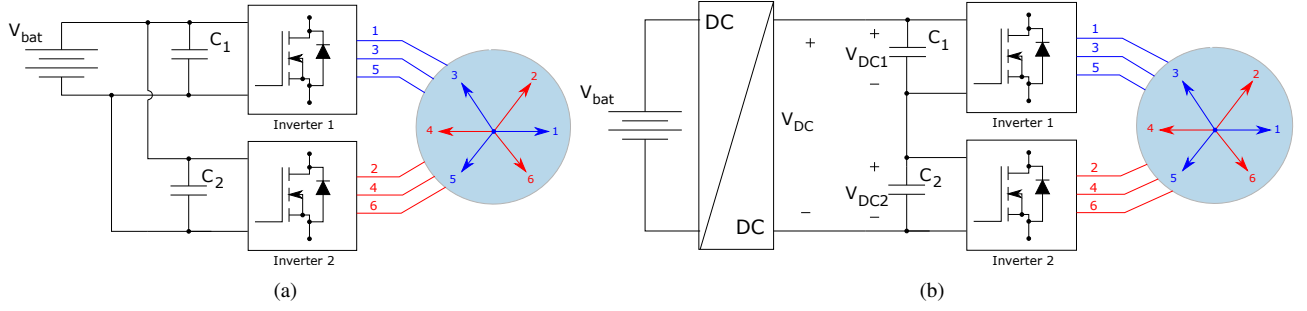 V_bat
C_1
Inverter 1
1
3
5
3
2
4
1
5
6
C_2
Inverter 2
2
4
6
(a)
V_bat
DC
DC
+
V_DC
−
+
V_DC1
−
C_1
+
V_DC2
−
C_2
Inverter 1
1
3
5
3
2
4
1
5
6
Inverter 2
2
4
6
(b)